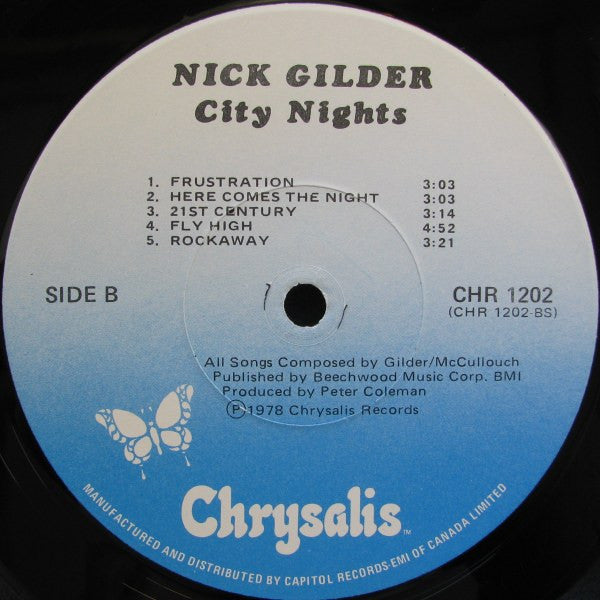 NICK GILDER
City Nights
1. FRUSTRATION 3:03
2. HERE COMES THE NIGHT 3:03
3. 21ST CENTURY 3:14
4. FLY HIGH 4:52
5. ROCKAWAY 3:21
SIDE B
CHR 1202
(CHR 1202-BS)
All Songs Composed by Gilder/McCullouch
Published by Beechwood Music Corp. BMI
Produced by Peter Coleman
Ⓟ1978 Chrysalis Records
Chrysalis™
MANUFACTURED AND DISTRIBUTED BY CAPITOL RECORDS-EMI OF CANADA LIMITED